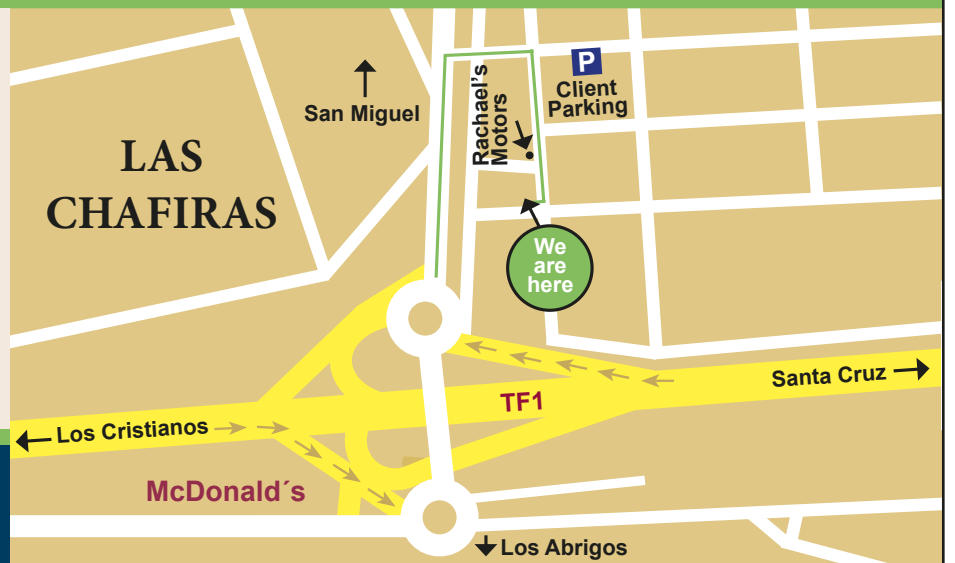 P
Client
Parking
San Miguel
Rachael's
Motors
LAS
CHAFIRAS
We
are
here
Santa Cruz
TF1
Los Cristianos
McDonald´s
Los Abrigos